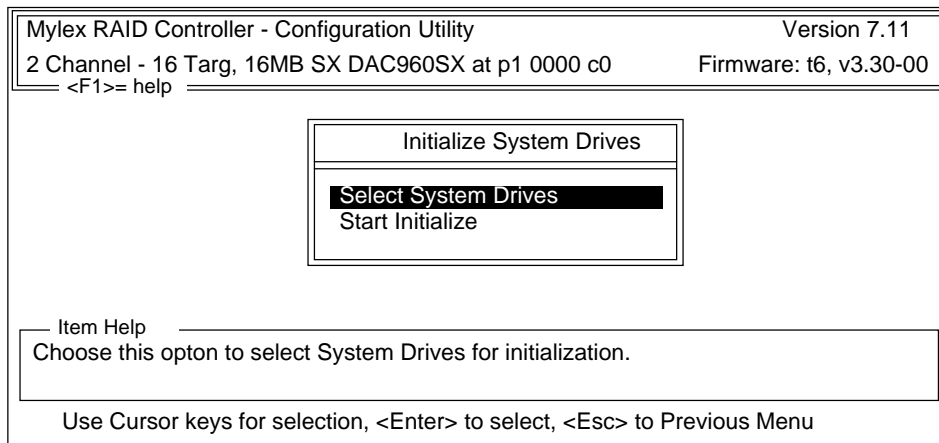 Mylex RAID Controller - Configuration Utility Version 7.11
2 Channel - 16 Targ, 16MB SX DAC960SX at p1 0000 c0 Firmware: t6, v3.30-00
<F1>= help
Initialize System Drives
Select System Drives
Start Initialize
Item Help
Choose this opton to select System Drives for initialization.
Use Cursor keys for selection, <Enter> to select, <Esc> to Previous Menu